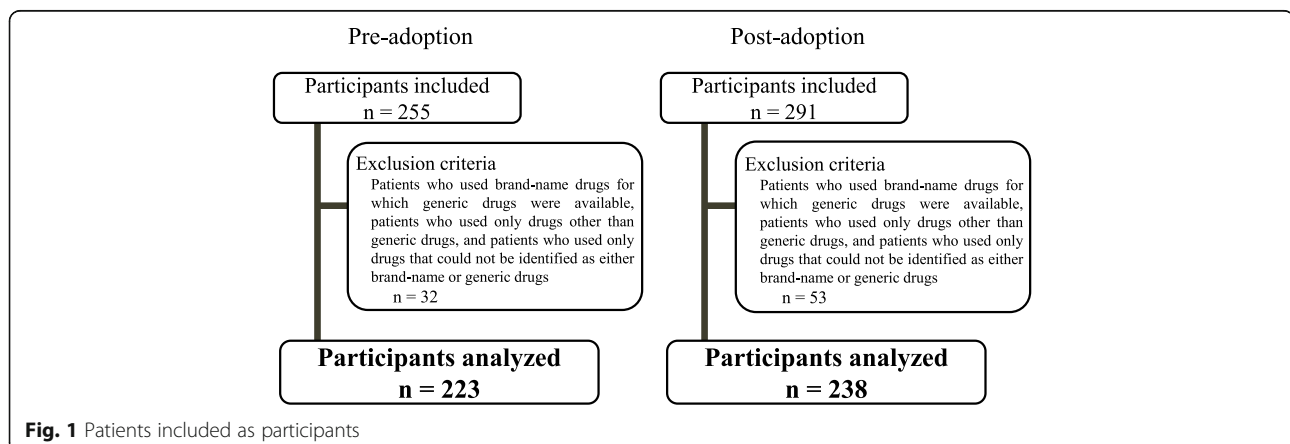 Pre-adoption
Participants included
n = 255
Exclusion criteria
Patients who used brand-name drugs for
which generic drugs were available,
patients who used only drugs other than
generic drugs, and patients who used only
drugs that could not be identified as either
brand-name or generic drugs
n = 32
Participants analyzed
n = 223
Post-adoption
Participants included
n = 291
Exclusion criteria
Patients who used brand-name drugs for
which generic drugs were available,
patients who used only drugs other than
generic drugs, and patients who used only
drugs that could not be identified as either
brand-name or generic drugs
n = 53
Participants analyzed
n = 238
Fig. 1 Patients included as participants